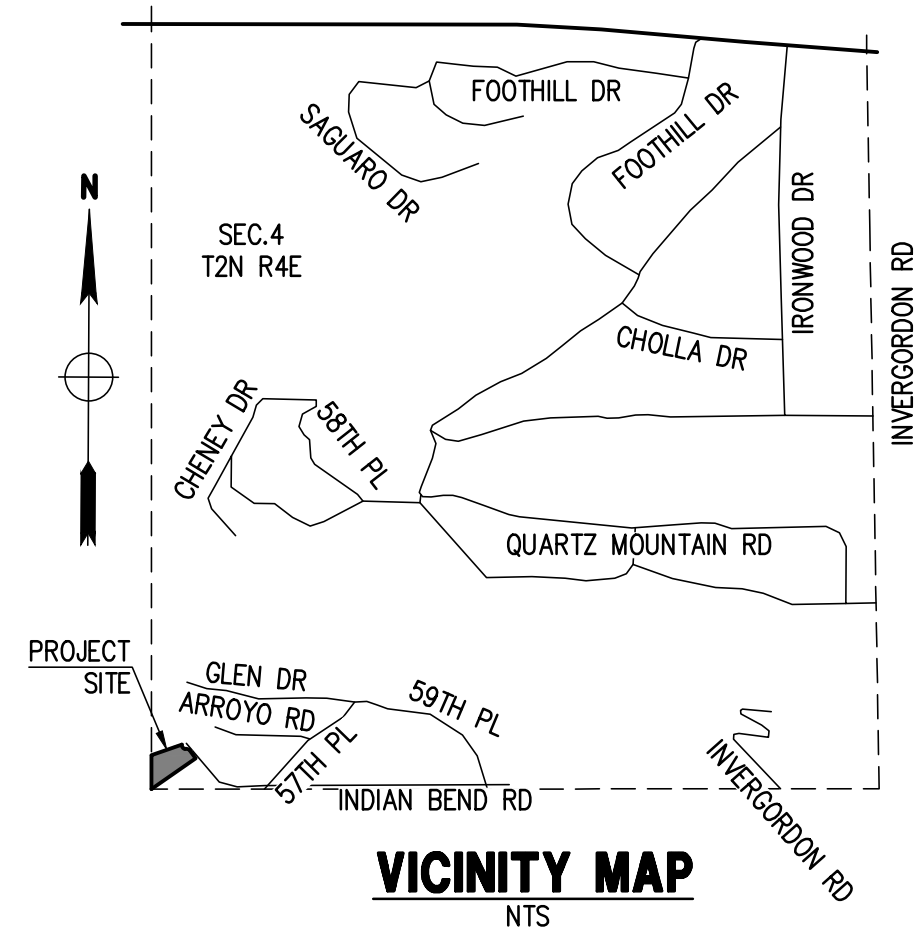 FOOTHILL DR
SAGUARO DR
FOOTHILL DR
N
IRONWOOD DR
SEC.4
T2N R4E
INVERGORDON RD
CHOLLA DR
CHENEY DR
58TH PL
QUARTZ MOUNTAIN RD
PROJECT
SITE
GLEN DR
ARROYO RD
59TH PL
57TH PL
INDIAN BEND RD
INVERGORDON RD
VICINITY MAP
NTS